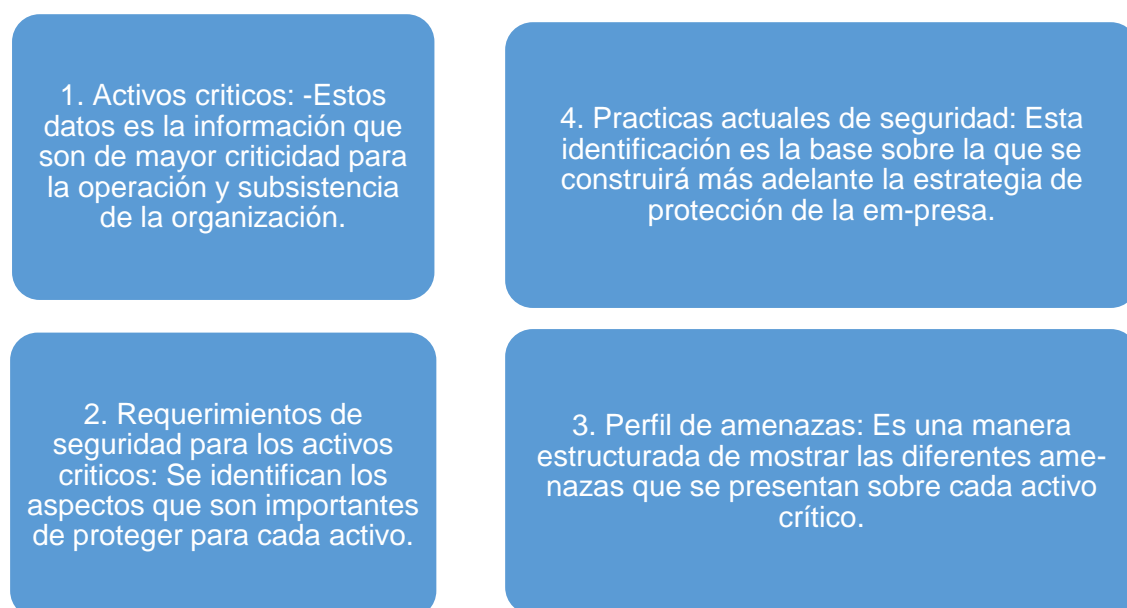 1. Activos criticos: -Estos
datos es la información que
son de mayor criticidad para
la operación y subsistencia
de la organización.
2. Requerimientos de
seguridad para los activos
criticos: Se identifican los
aspectos que son importantes
de proteger para cada activo.
3. Perfil de amenazas: Es una manera
estructurada de mostrar las diferentes ame-
nazas que se presentan sobre cada activo
crítico.
4. Practicas actuales de seguridad: Esta
identificación es la base sobre la que se
construirá más adelante la estrategia de
protección de la em-presa.